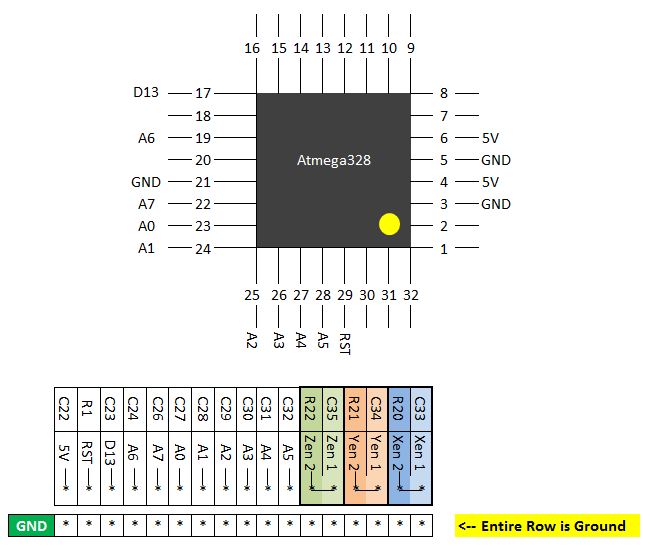 16 15 14 13 12 11 10 9
D13 17 8
18 7
A6 19 6 5V
20 Atmega328 5 GND
GND 21 4 5V
A7 22 3 GND
A0 23 2
A1 24 1
25 26 27 28 29 30 31 32
A2 A3 A4 A5 RST
C22 R1 C23 C24 C26 C27 C28 C29 C30 C31 C32 R22 C35 R21 C34 R20 C33
5V RST D13 A6 A7 A0 A1 A2 A3 A4 A5 Zen 2 Zen 1 Yen 2 Yen 1 Xen 2 Xen 1
* * * * * * * * * * * * * * * * *
GND * * * * * * * * * * * * * * * * * <-- Entire Row is Ground